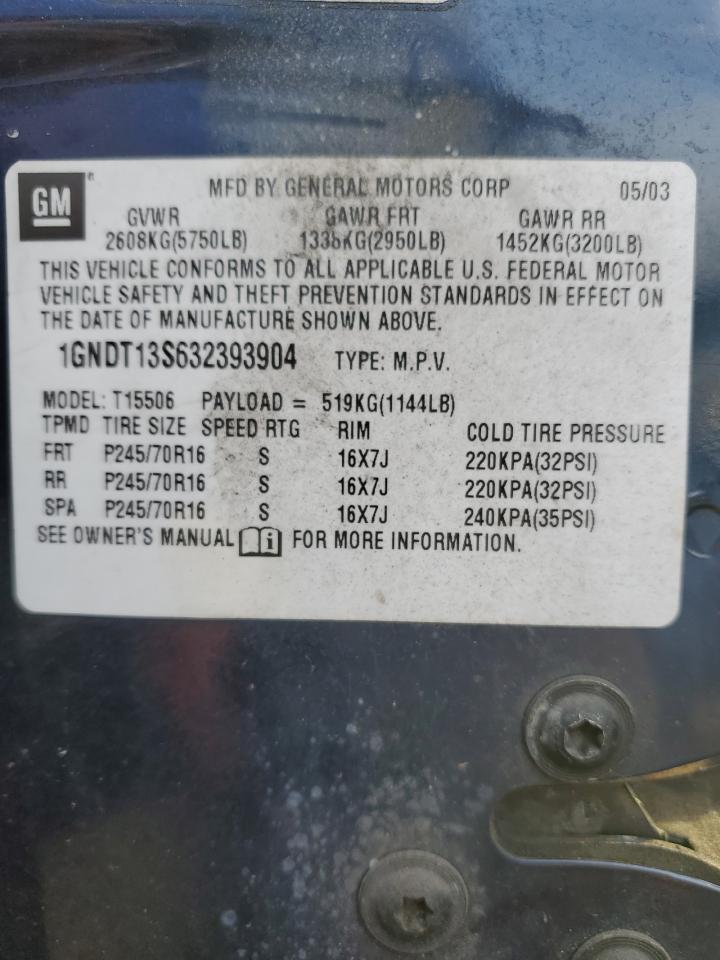 GM ® MFD BY GENERAL MOTORS CORP 05/03
GVWR GAWR FRT GAWR RR
2608KG(5750LB) 1338KG(2950LB) 1452KG(3200LB)
THIS VEHICLE CONFORMS TO ALL APPLICABLE U.S. FEDERAL MOTOR
VEHICLE SAFETY AND THEFT PREVENTION STANDARDS IN EFFECT ON
THE DATE OF MANUFACTURE SHOWN ABOVE.
1GNDT13S632393904 TYPE: M.P.V.
MODEL: T15506 PAYLOAD = 519KG(1144LB)
TPMD TIRE SIZE SPEED RTG RIM COLD TIRE PRESSURE
FRT P245/70R16 S 16X7J 220KPA(32PSI)
RR P245/70R16 S 16X7J 220KPA(32PSI)
SPA P245/70R16 S 16X7J 240KPA(35PSI)
SEE OWNER'S MANUAL i FOR MORE INFORMATION.